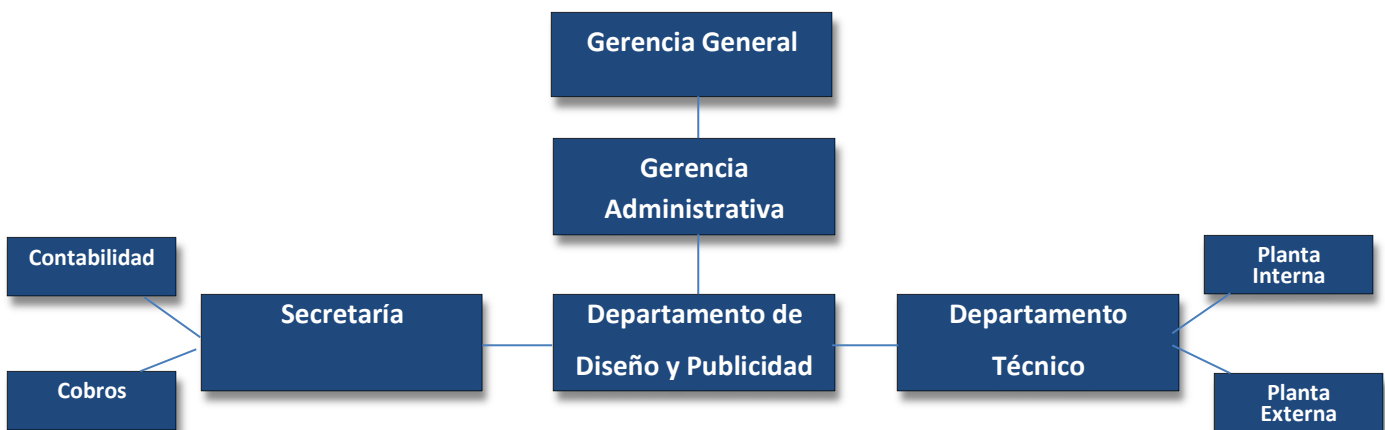 Gerencia General
Gerencia
Administrativa
Contabilidad
Cobros
Secretaría
Departamento de
Diseño y Publicidad
Departamento
Técnico
Planta
Interna
Planta
Externa